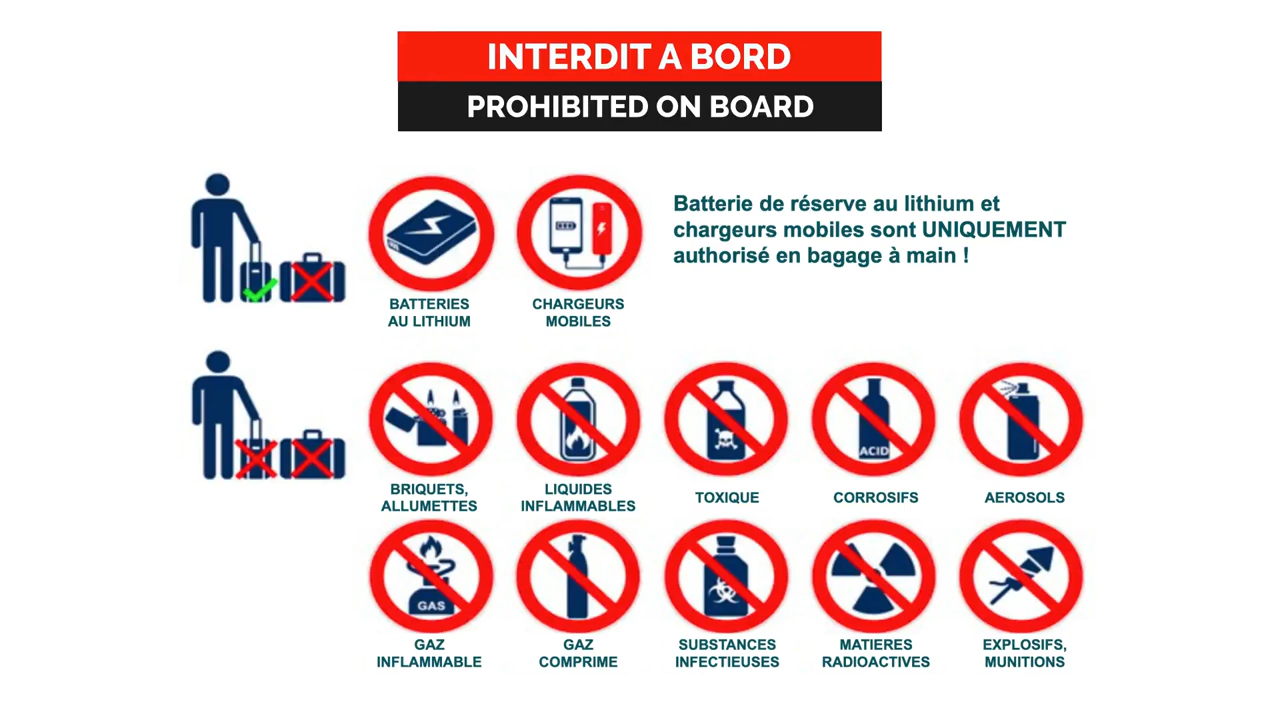 INTERDIT A BORD
PROHIBITED ON BOARD
Batterie de réserve au lithium et
chargeurs mobiles sont UNIQUEMENT
authorisé en bagage à main !
BATTERIES
AU LITHIUM
CHARGEURS
MOBILES
BRIQUETS,
ALLUMETTES
LIQUIDES
INFLAMMABLES
TOXIQUE
ACID
CORROSIFS
AEROSOLS
GAS
GAZ
INFLAMMABLE
GAZ
COMPRIME
SUBSTANCES
INFECTIEUSES
MATIERES
RADIOACTIVES
EXPLOSIFS,
MUNITIONS